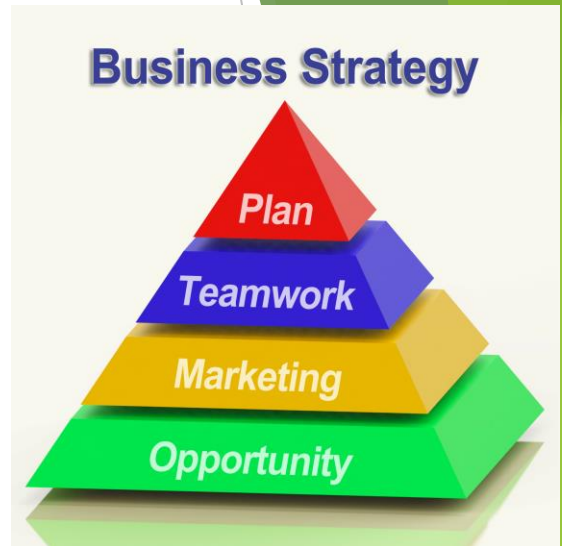 Business Strategy
Plan
Teamwork
Marketing
Opportunity